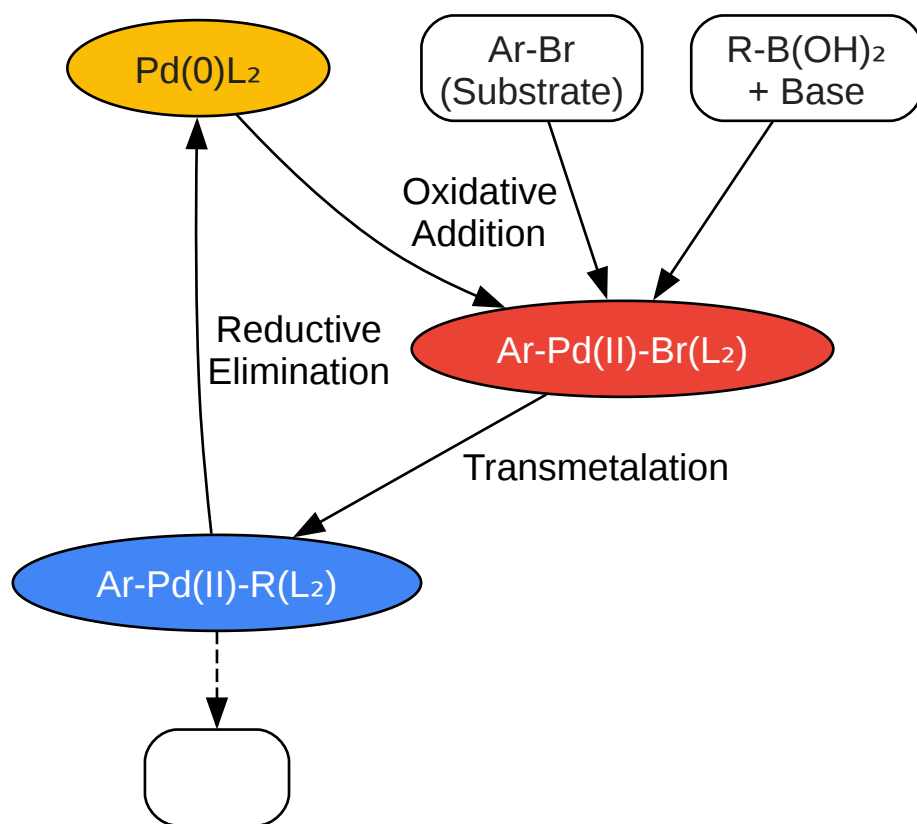 Pd(0)L₂
Ar-Br
(Substrate)
R-B(OH)₂
+ Base
Oxidative
Addition
Reductive
Elimination
Ar-Pd(II)-Br(L₂)
Transmetalation
Ar-Pd(II)-R(L₂)